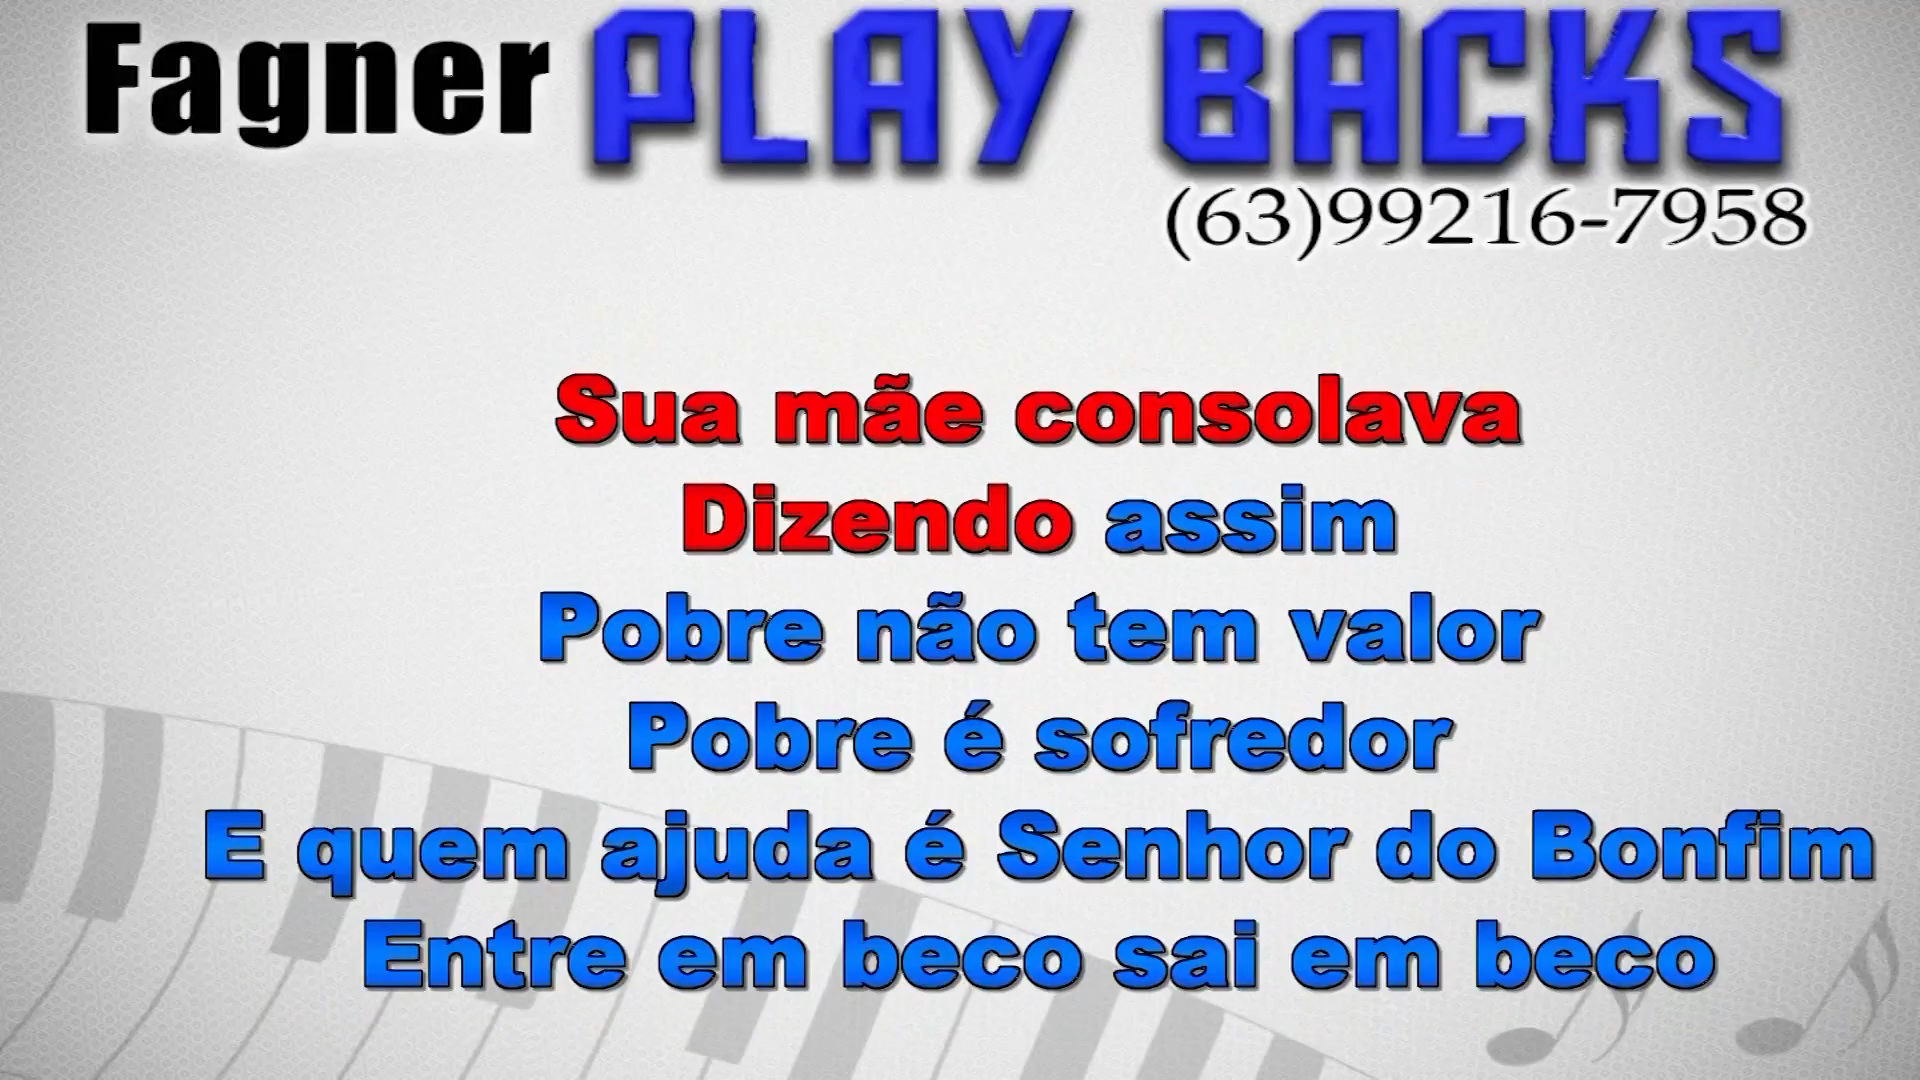 Fagner PLAY BACKS
(63)99216-7958
Sua mãe consolava
Dizendo assim
Pobre não tem valor
Pobre é sofredor
E quem ajuda é Senhor do Bonfim
Entre em beco sai em beco